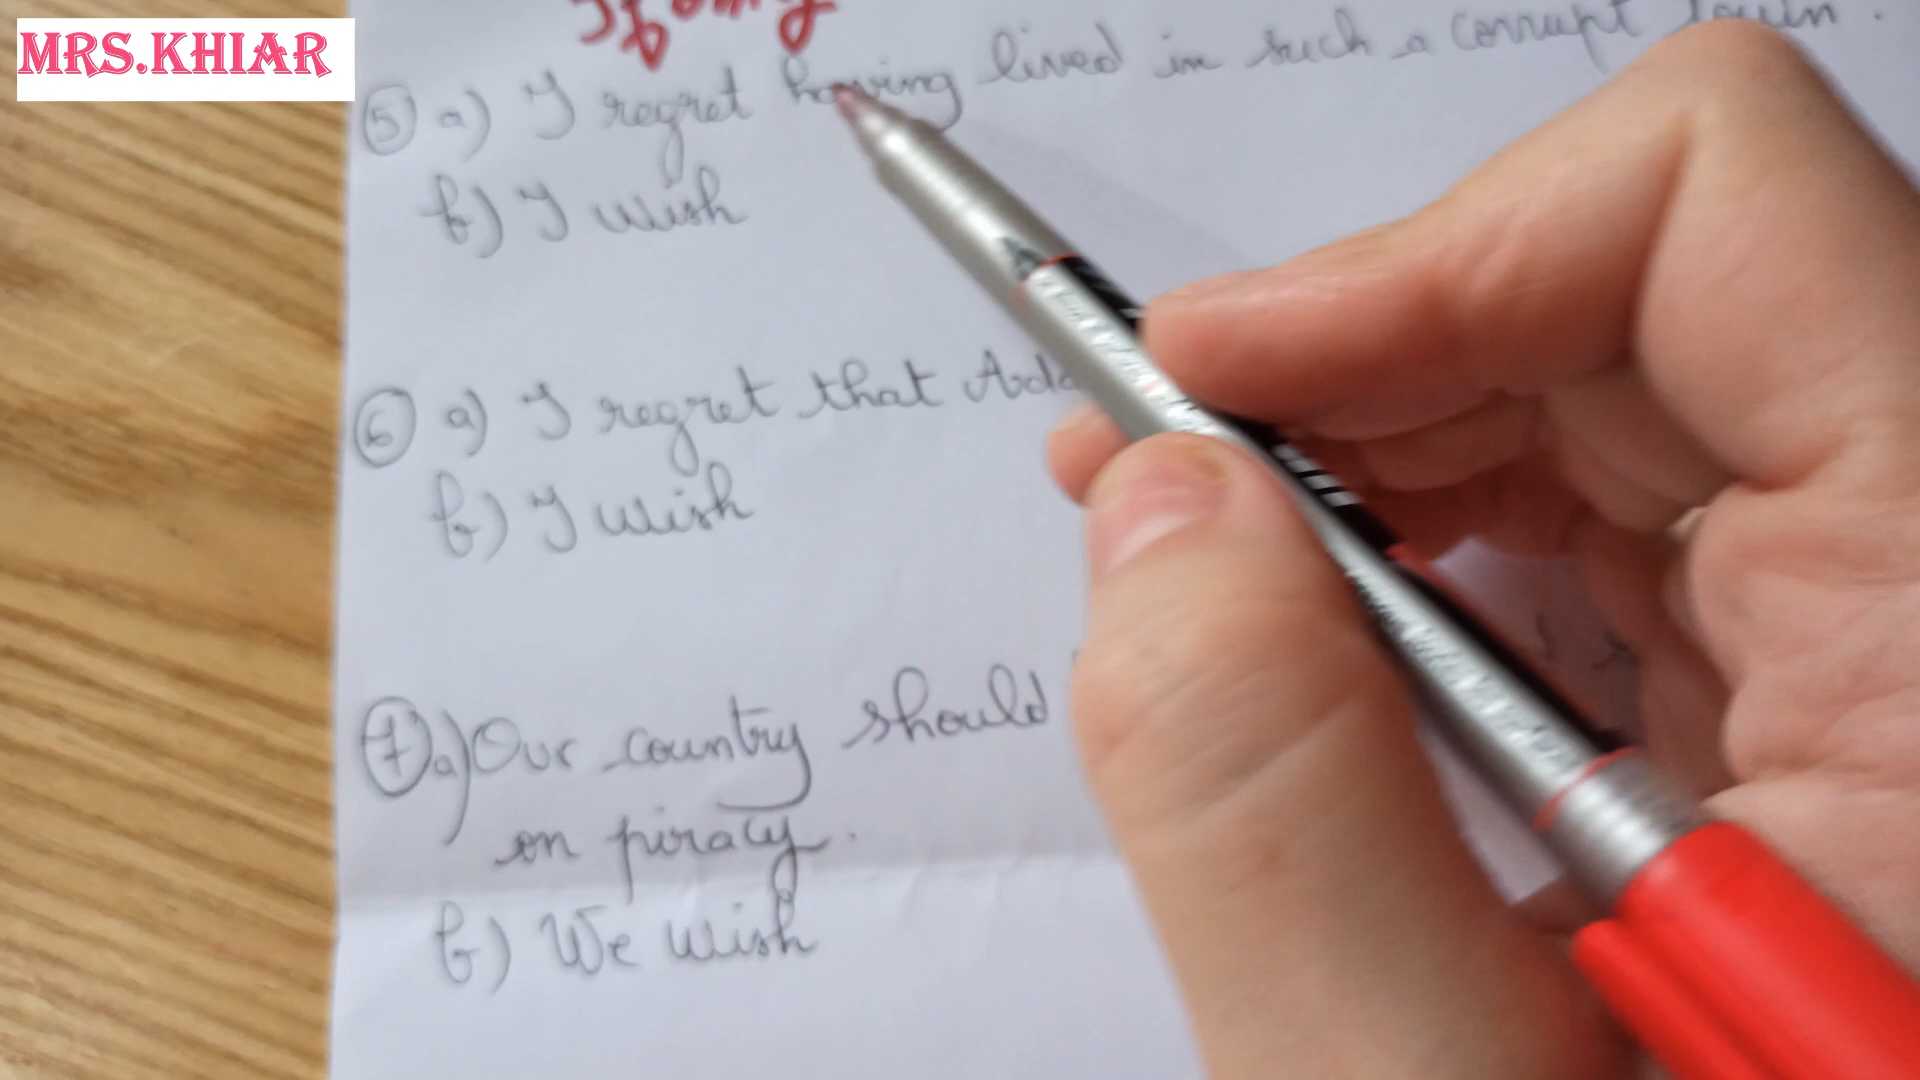 MRS.KHIAR
5 a) I regret having lived in such a corrupt town.
b) I wish
6 a) I regret that
b) I wish
7 a) Our country should
on piracy.
b) We wish